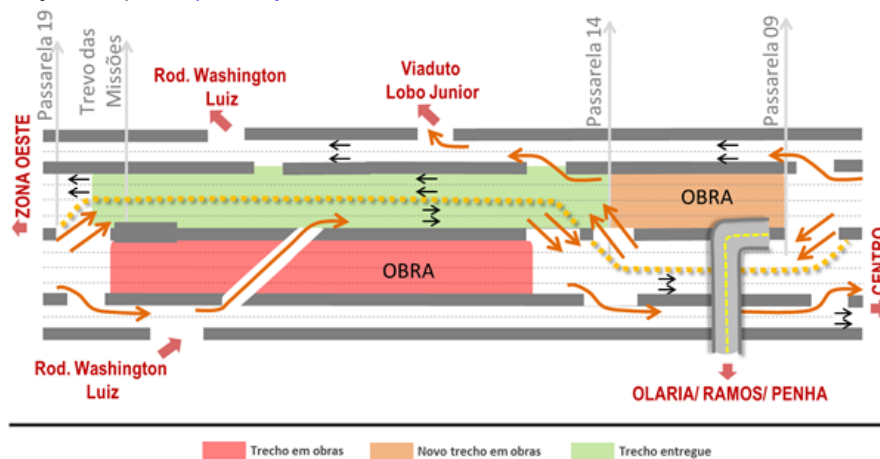 Passarela 19
Trevo das
Missões
Rod. Washington
Luiz
Viaduto
Lobo Junior
Passarela 14
Passarela 09
ZONA OESTE
OBRA
OBRA
CENTRO
Rod. Washington
Luiz
OLARIA/ RAMOS/ PENHA
Trecho em obras
Novo trecho em obras
Trecho entregue